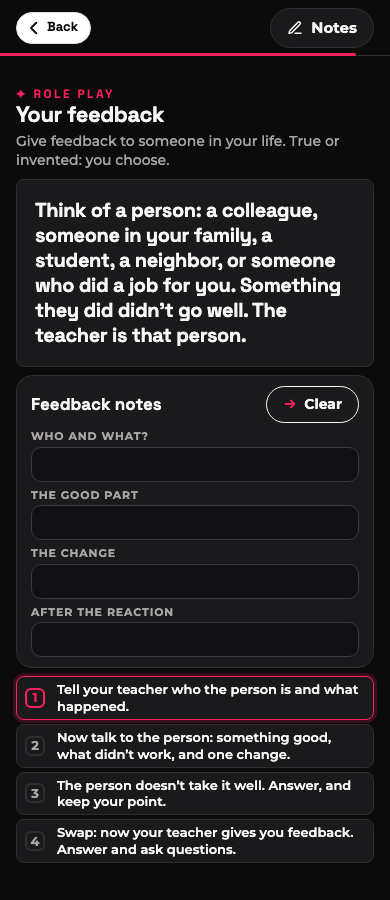 Back
Notes
ROLE PLAY
Your feedback
Give feedback to someone in your life. True or
invented: you choose.
Think of a person: a colleague,
someone in your family, a
student, a neighbor, or someone
who did a job for you. Something
they did didn't go well. The
teacher is that person.
Feedback notes
Clear
WHO AND WHAT?
THE GOOD PART
THE CHANGE
AFTER THE REACTION
1 Tell your teacher who the person is and what
happened.
2 Now talk to the person: something good,
what didn't work, and one change.
3 The person doesn't take it well. Answer, and
keep your point.
4 Swap: now your teacher gives you feedback.
Answer and ask questions.